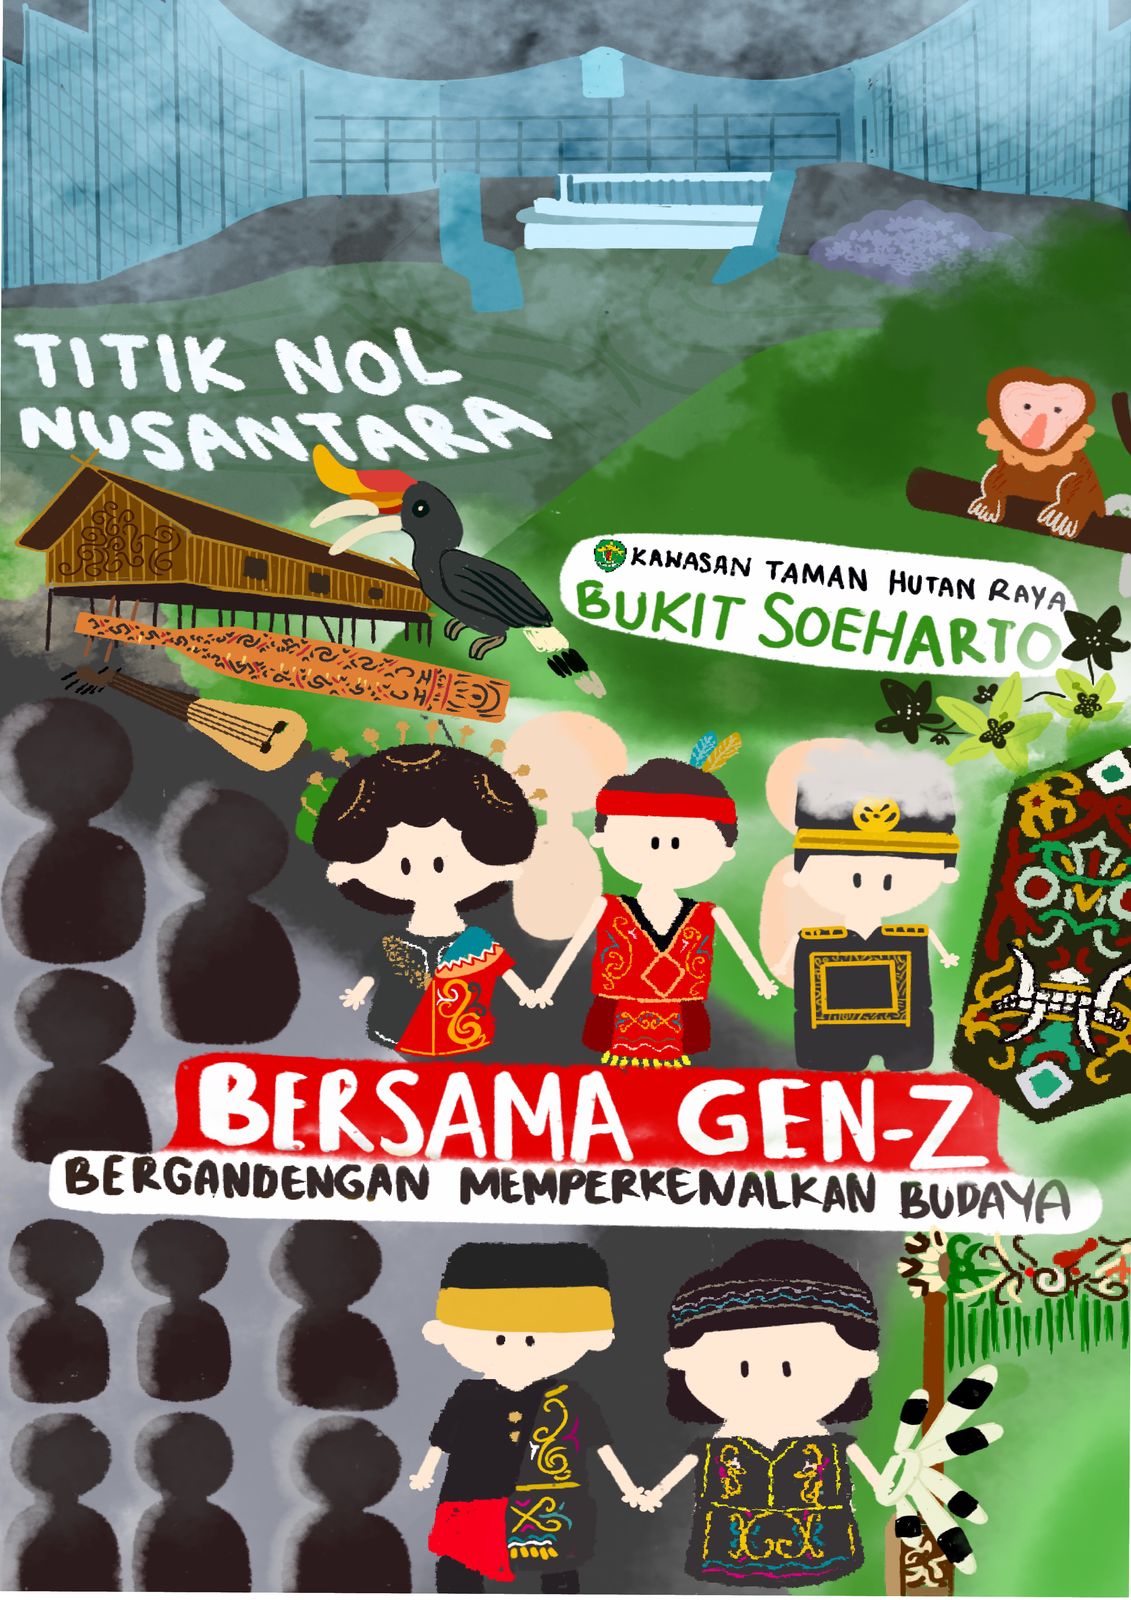 TITIK NOL
NUSANTARA
KAWASAN TAMAN HUTAN RAYA
BUKIT SOEHARTO
BERSAMA GEN-Z
BERGANDENGAN MEMPERKENALKAN BUDAYA